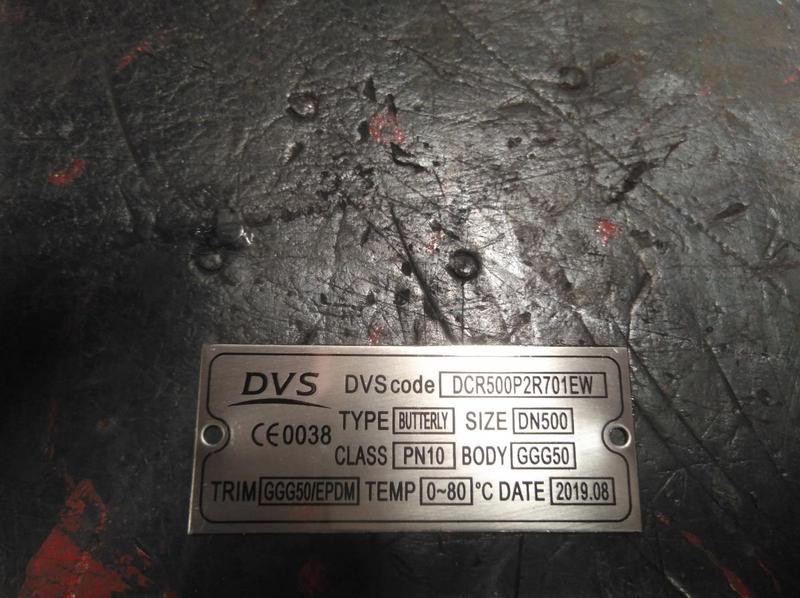 DVS DVS code DCR500P2R701EW
CE0038 TYPE BUTTERLY SIZE DN500
CLASS PN10 BODY GGG50
TRIM GGG50/EPDM TEMP 0~80 °C DATE 2019.08